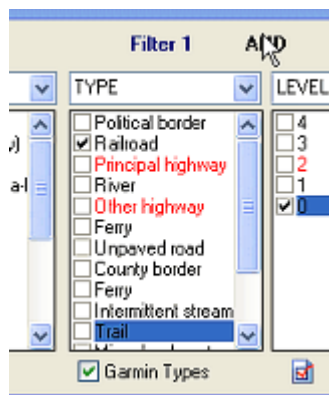 Filter 1 AND
TYPE LEVEL
Political border 4
Railroad 3
Principal highway 2
River 1
Other highway 0
Ferry
Unpaved road
County border
Ferry
Intermittent stream
Trail
Garmin Types